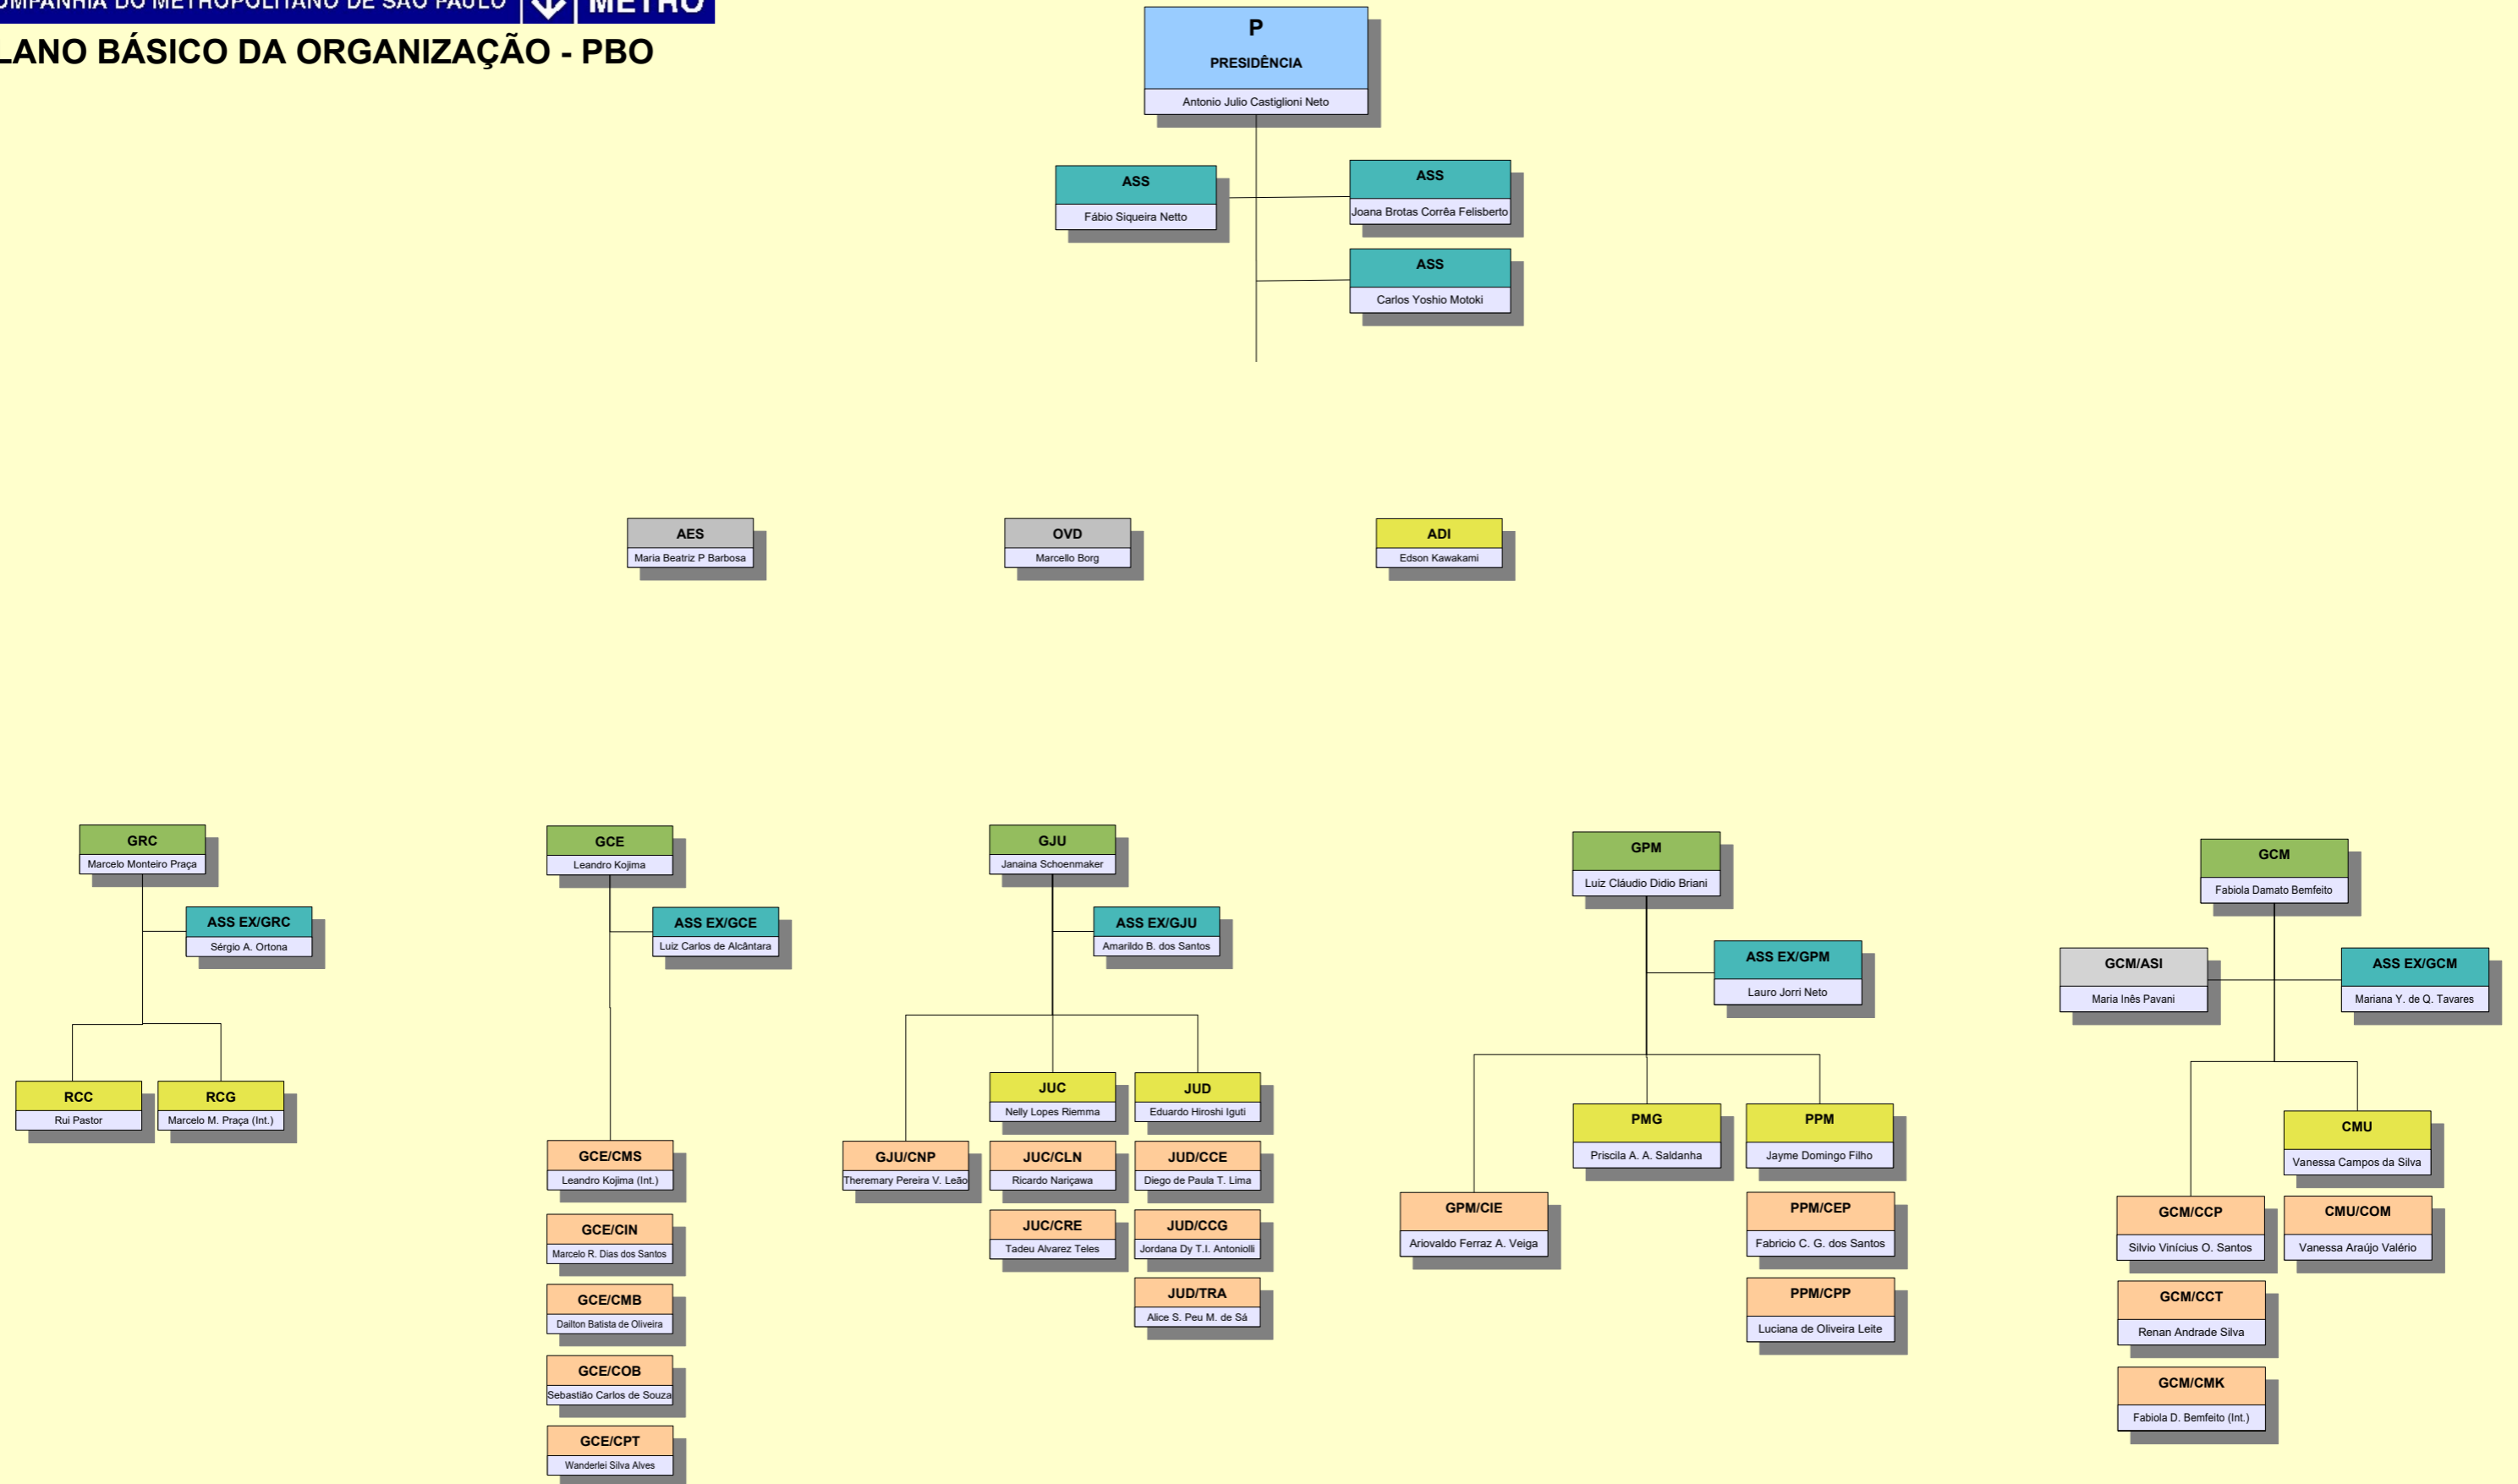 OMPANHIA DO METROPOLITANO DE SÃO PAULO METRÔ
LANO BÁSICO DA ORGANIZAÇÃO - PBO
P
PRESIDÊNCIA
Antonio Julio Castiglioni Neto
ASS
Fábio Siqueira Netto
ASS
Joana Brotas Corrêa Felisberto
ASS
Carlos Yoshio Motoki
AES
Maria Beatriz P Barbosa
OVD
Marcello Borg
ADI
Edson Kawakami
GRC
Marcelo Monteiro Praça
ASS EX/GRC
Sérgio A. Ortona
RCC
Rui Pastor
RCG
Marcelo M. Praça (Int.)
GCE
Leandro Kojima
ASS EX/GCE
Luiz Carlos de Alcântara
GCE/CMS
Leandro Kojima (Int.)
GCE/CIN
Marcelo R. Dias dos Santos
GCE/CMB
Dailton Batista de Oliveira
GCE/COB
Sebastião Carlos de Souza
GCE/CPT
Wanderlei Silva Alves
GJU
Janaina Schoenmaker
ASS EX/GJU
Amarildo B. dos Santos
GJU/CNP
Theremary Pereira V. Leão
JUC
Nelly Lopes Riemma
JUC/CLN
Ricardo Nariçawa
JUC/CRE
Tadeu Alvarez Teles
JUD
Eduardo Hiroshi Iguti
JUD/CCE
Diego de Paula T. Lima
JUD/CCG
Jordana Dy T.I. Antoniolli
JUD/TRA
Alice S. Peu M. de Sá
GPM
Luiz Cláudio Didio Briani
ASS EX/GPM
Lauro Jorri Neto
GPM/CIE
Ariovaldo Ferraz A. Veiga
PMG
Priscila A. A. Saldanha
PPM
Jayme Domingo Filho
PPM/CEP
Fabricio C. G. dos Santos
PPM/CPP
Luciana de Oliveira Leite
GCM
Fabiola Damato Bemfeito
GCM/ASI
Maria Inês Pavani
ASS EX/GCM
Mariana Y. de Q. Tavares
GCM/CCP
Silvio Vinícius O. Santos
GCM/CCT
Renan Andrade Silva
GCM/CMK
Fabiola D. Bemfeito (Int.)
CMU
Vanessa Campos da Silva
CMU/COM
Vanessa Araújo Valério